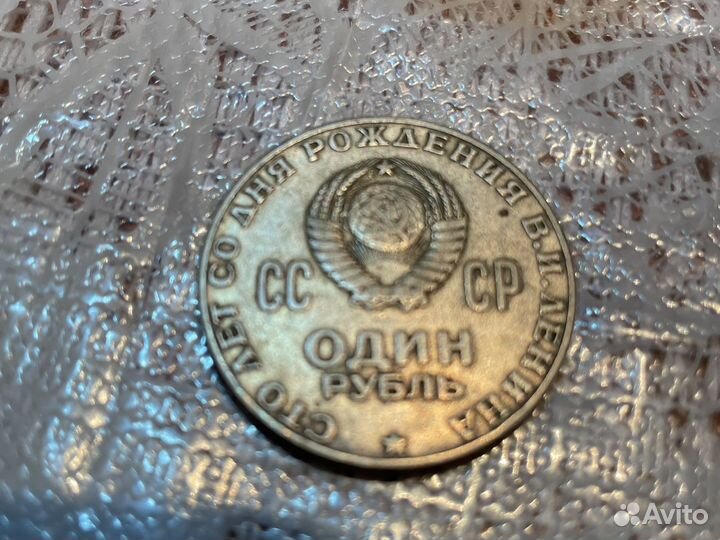 СТО ЛЕТ СО ДНЯ РОЖДЕНИЯ В.И.ЛЕНИНА
СС СР
ОДИН
РУБЛЬ
Avito